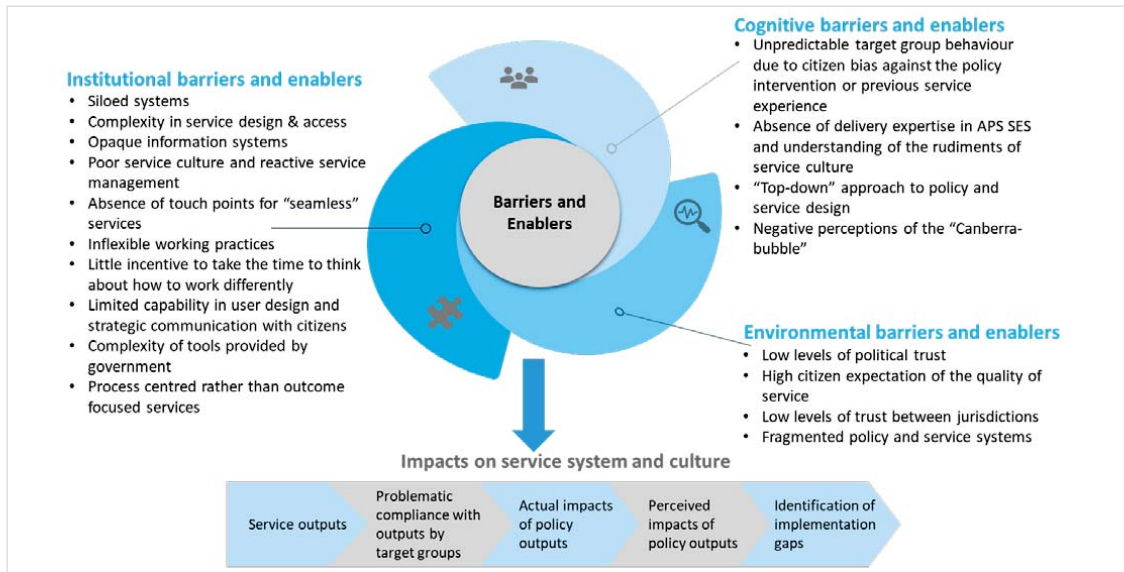 Institutional barriers and enablers
• Siloed systems
• Complexity in service design & access
• Opaque information systems
• Poor service culture and reactive service
management
• Absence of touch points for “seamless”
services
• Inflexible working practices
• Little incentive to take the time to think
about how to work differently
• Limited capability in user design and
strategic communication with citizens
• Complexity of tools provided by
government
• Process centred rather than outcome
focused services
Barriers and
Enablers
Cognitive barriers and enablers
• Unpredictable target group behaviour
due to citizen bias against the policy
intervention or previous service
experience
• Absence of delivery expertise in APS SES
and understanding of the rudiments of
service culture
• “Top-down” approach to policy and
service design
• Negative perceptions of the “Canberra-
bubble”
Environmental barriers and enablers
• Low levels of political trust
• High citizen expectation of the quality of
service
• Low levels of trust between jurisdictions
• Fragmented policy and service systems
Impacts on service system and culture
Service outputs
Problematic
compliance with
outputs by
target groups
Actual impacts
of policy
outputs
Perceived
impacts of
policy outputs
Identification of
implementation
gaps